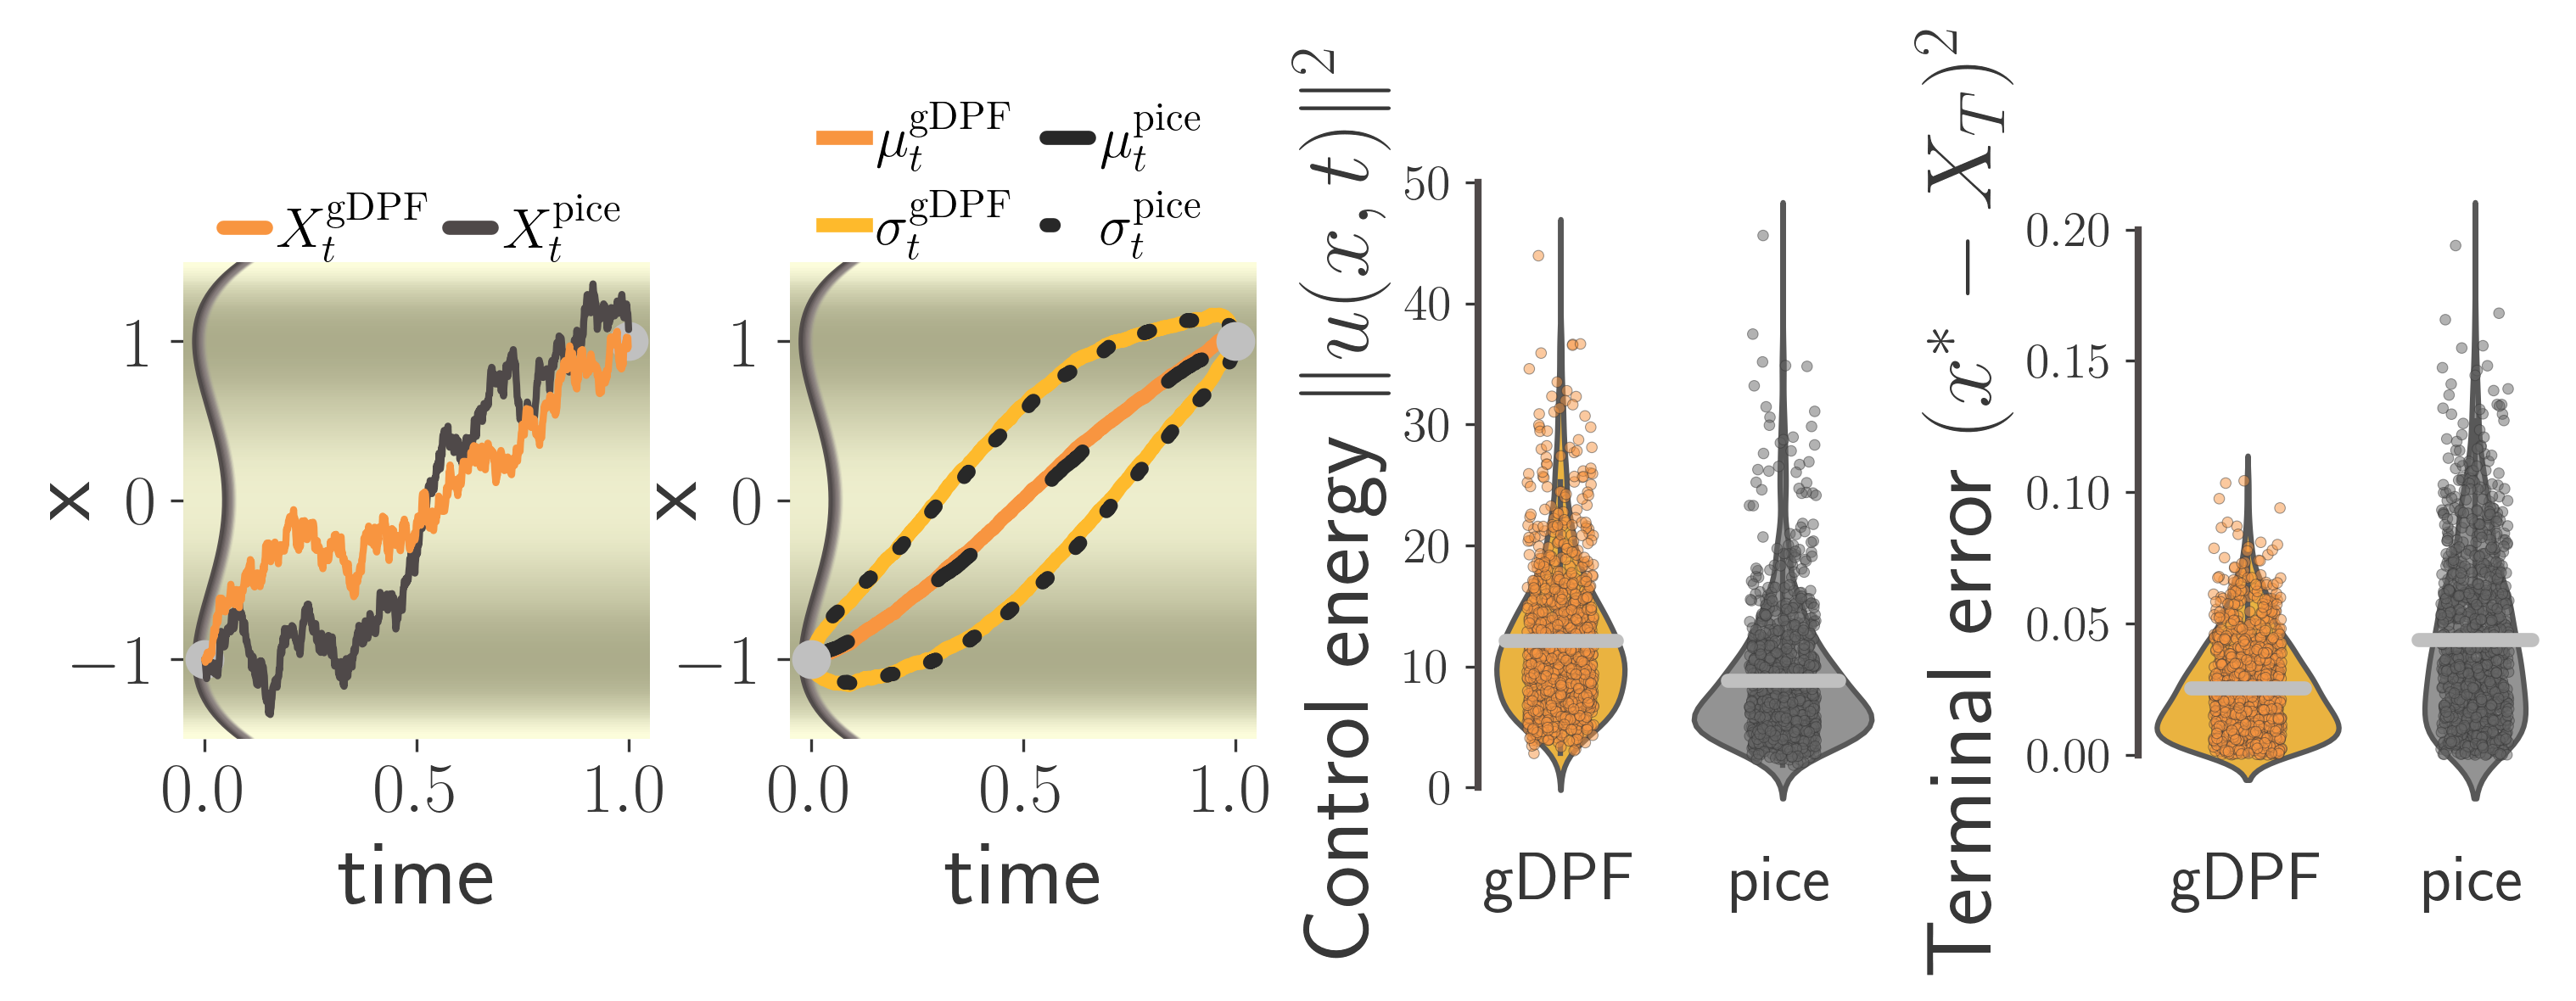 X_t^gDPF X_t^pice
x
1
0
−1
0.0 0.5 1.0
time
μ_t^gDPF μ_t^pice
σ_t^gDPF σ_t^pice
x
1
0
−1
0.0 0.5 1.0
time
Control energy ||u(x, t)||^2
50
40
30
20
10
0
gDPF pice
Terminal error (x^* − X_T)^2
0.20
0.15
0.10
0.05
0.00
gDPF pice